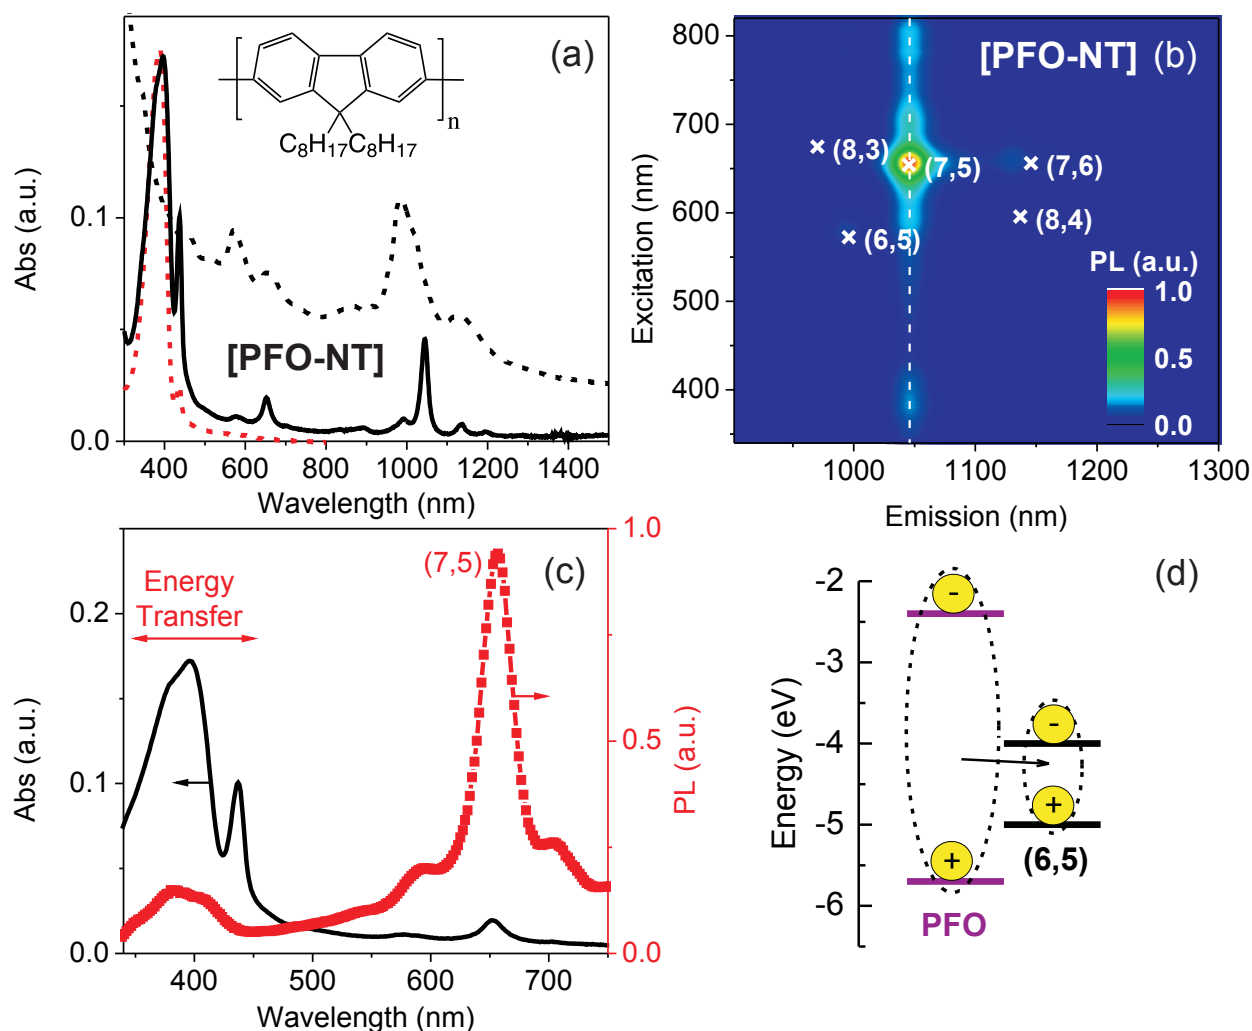 (a)
[ ]n
C8H17C8H17
[PFO-NT]
Abs (a.u.)
0.1
0.0
400 600 800 1000 1200 1400
Wavelength (nm)
[PFO-NT] (b)
Excitation (nm)
800
700
600
500
400
(8,3)
(7,5)
(7,6)
(8,4)
(6,5)
PL (a.u.)
1.0
0.5
0.0
1000 1100 1200 1300
Emission (nm)
(c)
Energy
Transfer
(7,5)
Abs (a.u.)
0.2
0.1
0.0
PL (a.u.)
1.0
0.5
0.0
400 500 600 700
Wavelength (nm)
(d)
Energy (eV)
-2
-3
-4
-5
-6
-
-
+
+
(6,5)
PFO